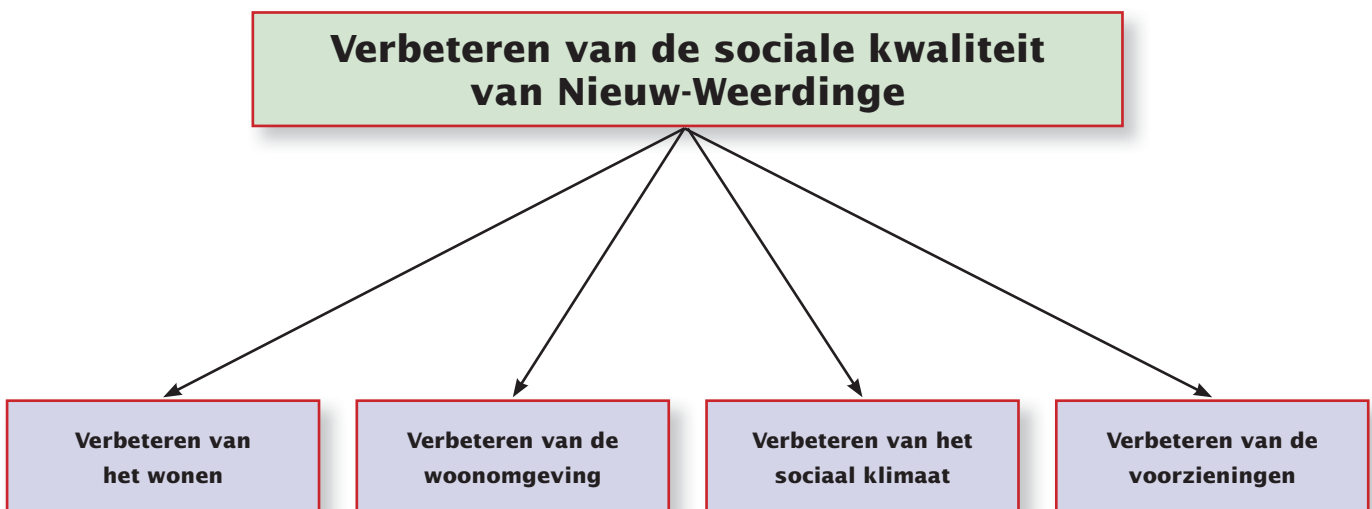 Verbeteren van de sociale kwaliteit
van Nieuw-Weerdinge
Verbeteren van
het wonen
Verbeteren van de
woonomgeving
Verbeteren van het
sociaal klimaat
Verbeteren van de
voorzieningen